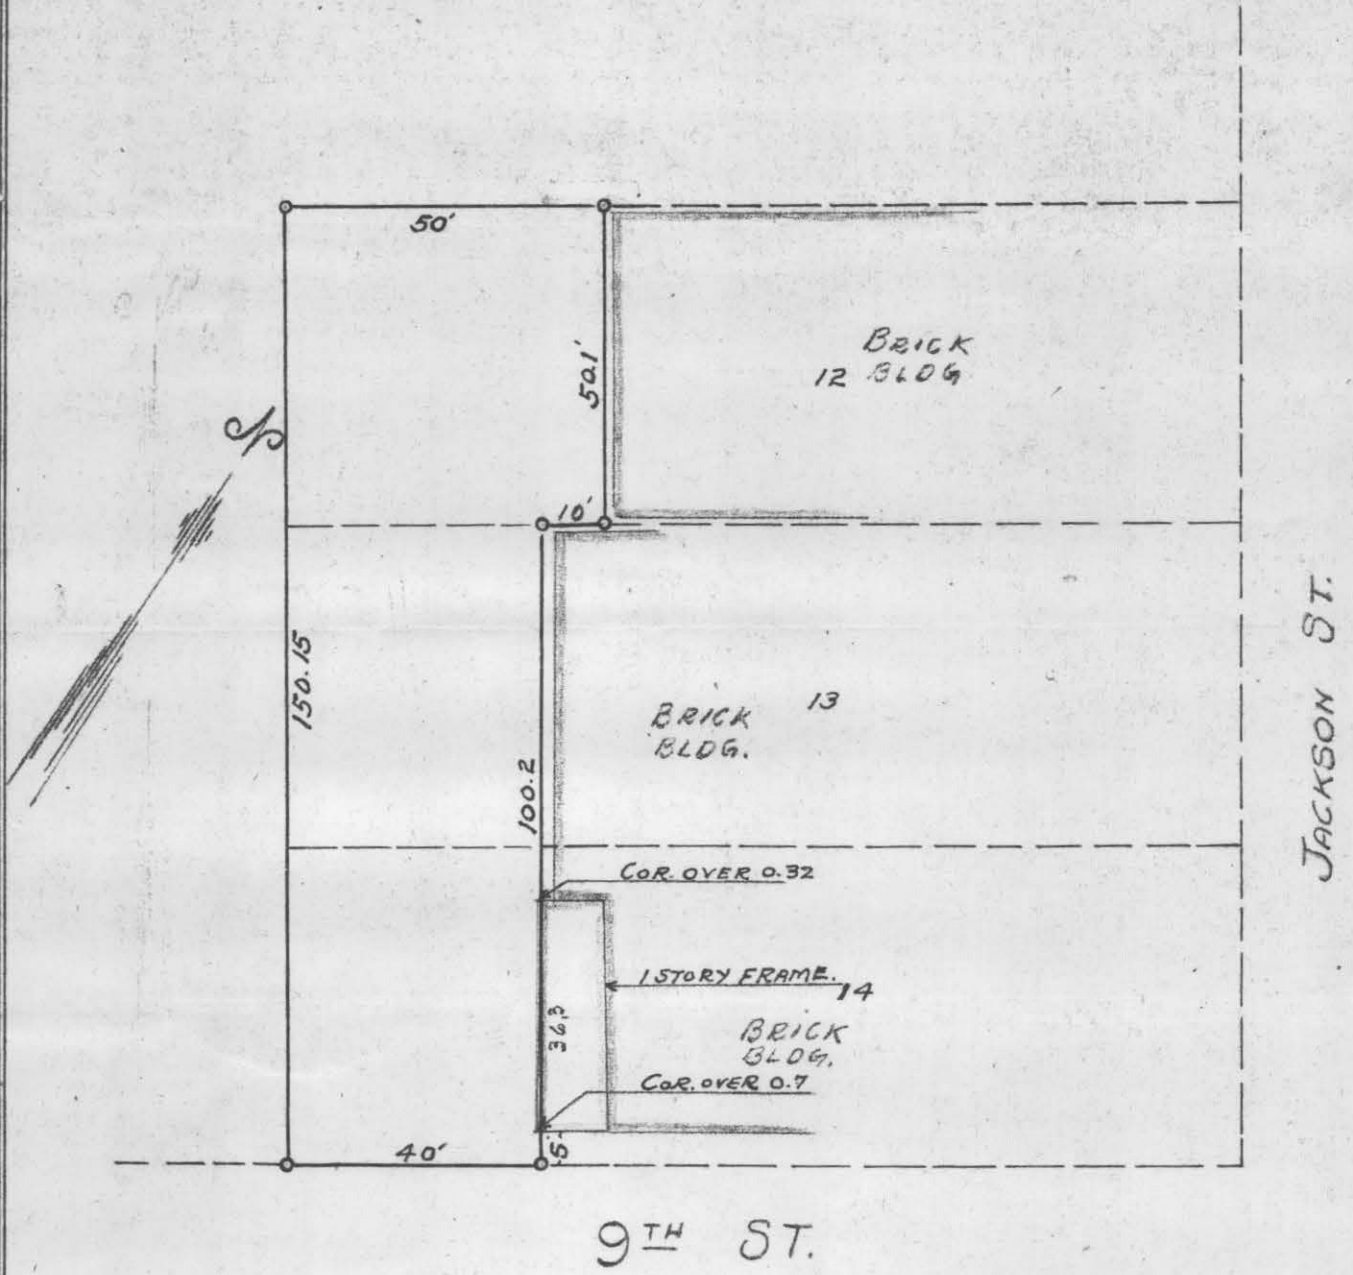 50'
BRICK
12 BLDG
50.1'
S
10'
JACKSON ST.
150.15
13
BRICK
BLDG.
100.2
COR. OVER 0.32
1 STORY FRAME.
14
36.3
BRICK
BLDG.
COR. OVER 0.7
40'
5'
9TH ST.